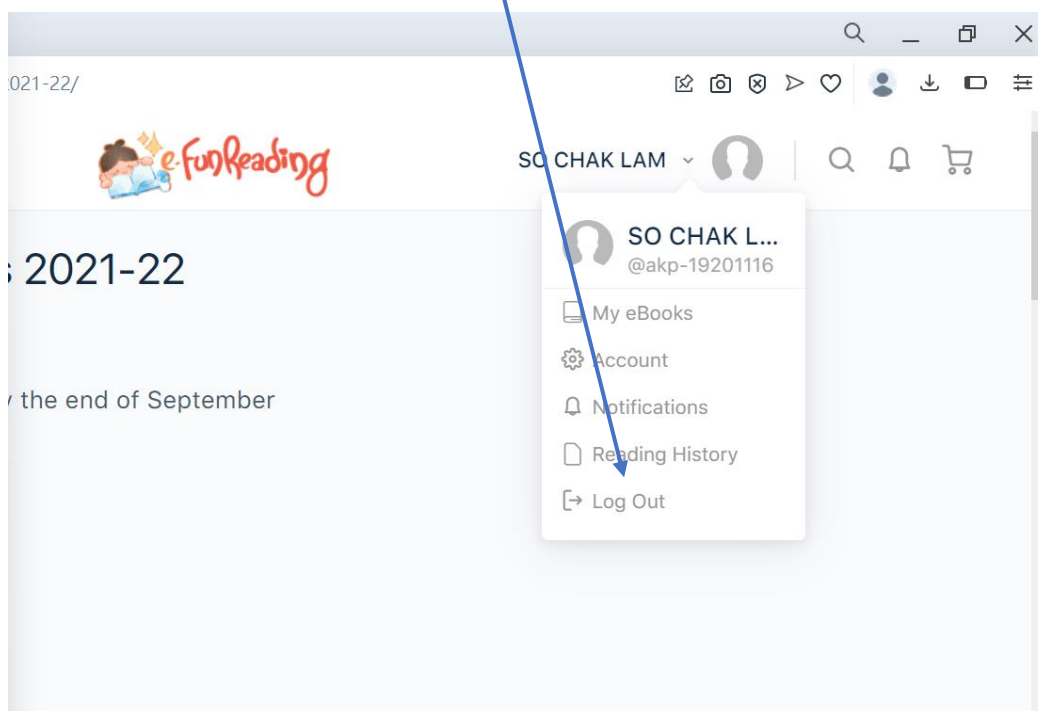 021-22/
e-funReading
SO CHAK LAM
SO CHAK L...
@akp-19201116
s 2021-22
My eBooks
Account
y the end of September
Notifications
Reading History
Log Out